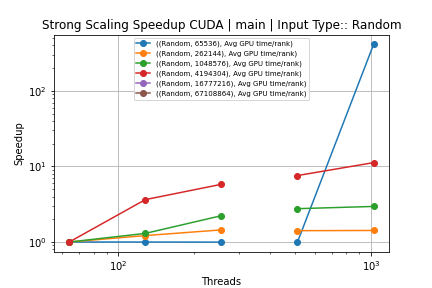 Strong Scaling Speedup CUDA | main | Input Type:: Random
((Random, 65536), Avg GPU time/rank)
((Random, 262144), Avg GPU time/rank)
((Random, 1048576), Avg GPU time/rank)
((Random, 4194304), Avg GPU time/rank)
((Random, 16777216), Avg GPU time/rank)
((Random, 67108864), Avg GPU time/rank)
Speedup
10²
10¹
10⁰
10² 10³
Threads